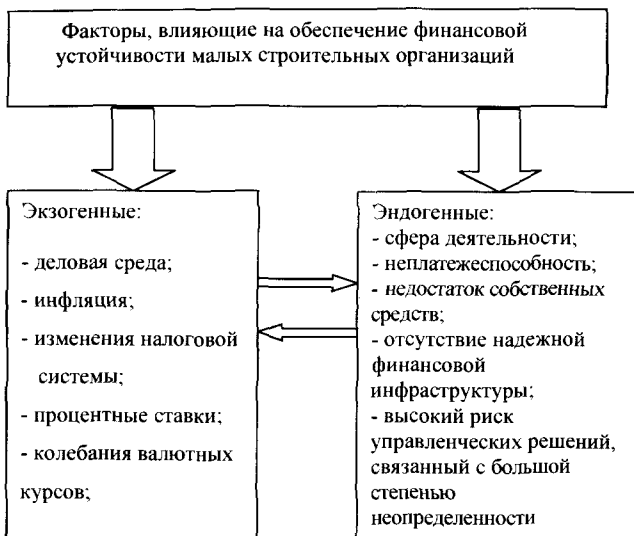 Факторы, влияющие на обеспечение финансовой
устойчивости малых строительных организаций
Экзогенные:
- деловая среда;
- инфляция;
- изменения налоговой
системы;
- процентные ставки;
- колебания валютных
курсов;
Эндогенные:
- сфера деятельности;
- неплатежеспособность;
- недостаток собственных
средств;
- отсутствие надежной
финансовой
инфраструктуры;
- высокий риск
управленческих решений,
связанный с большой
степенью
неопределенности